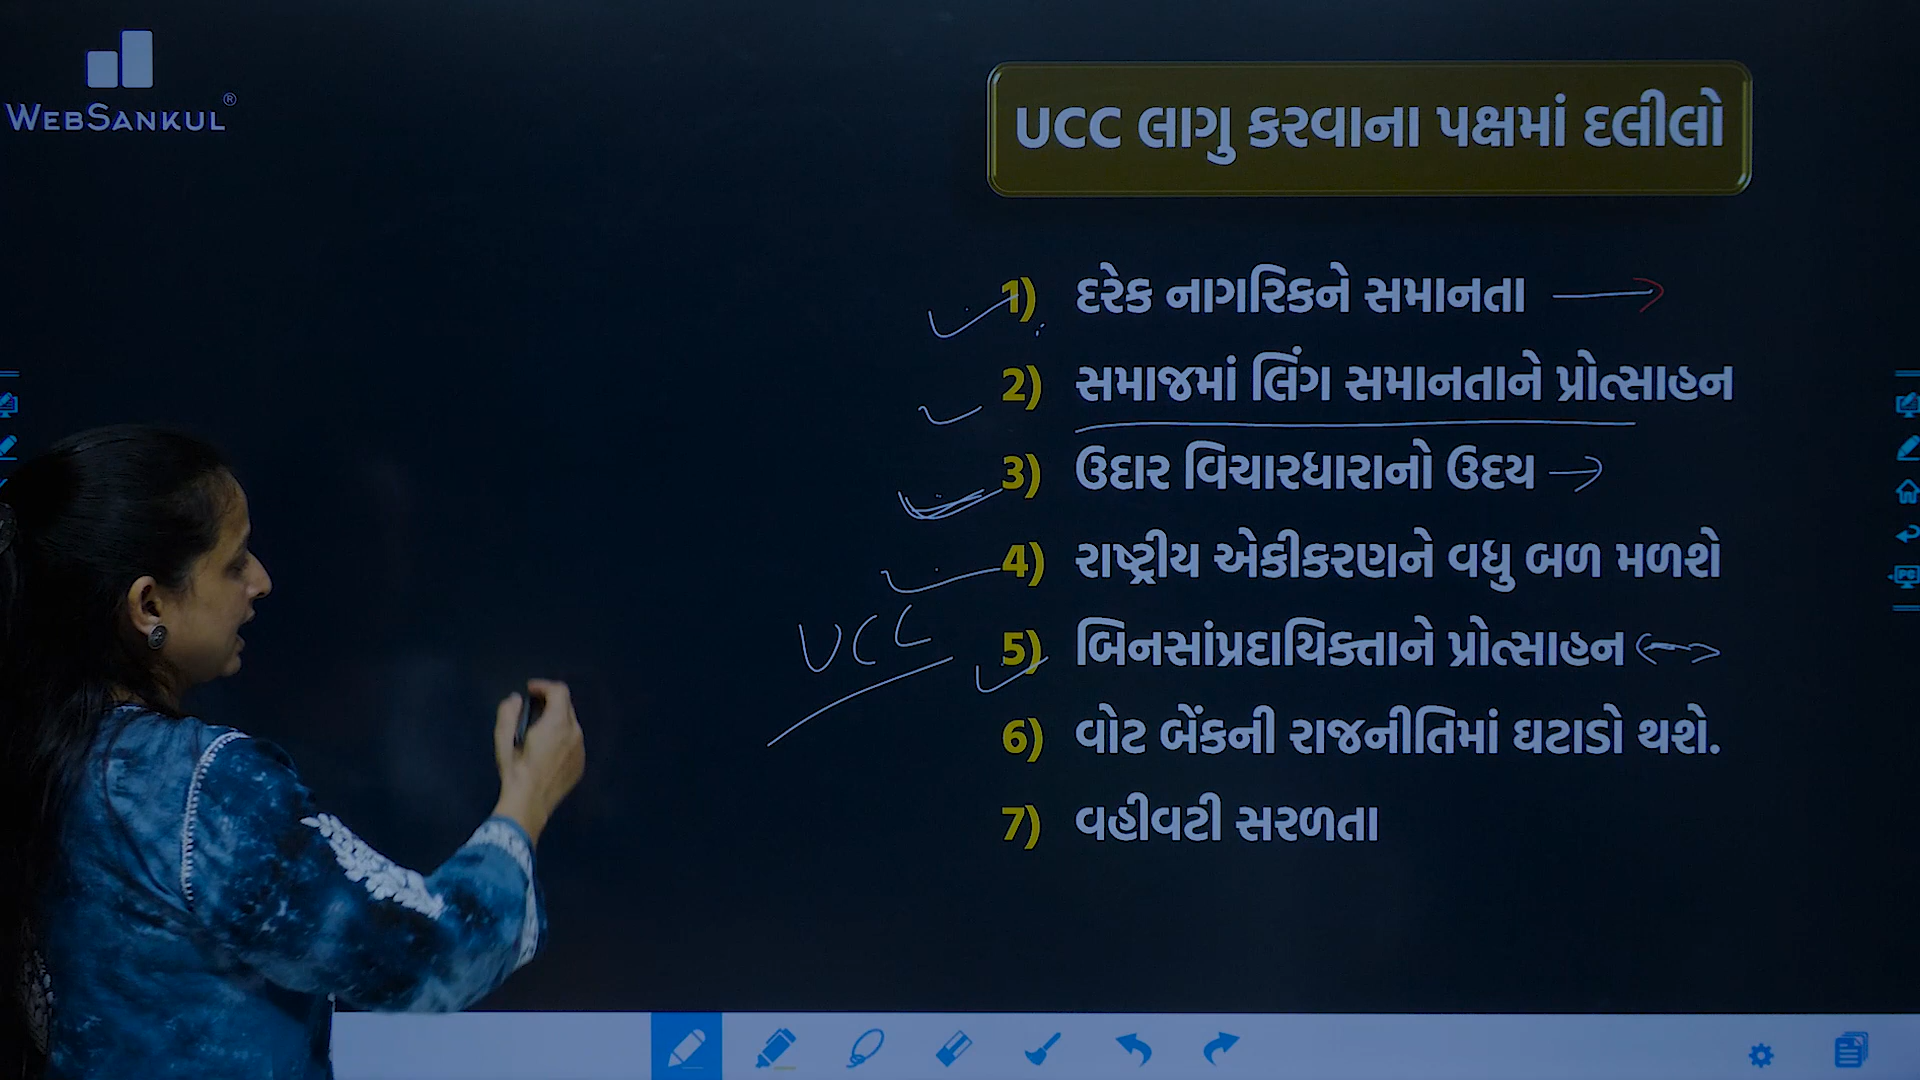 WEBSANKUL®
UCC લાગુ કરવાના પક્ષમાં દલીલો
1) દરેક નાગરિકને સમાનતા
2) સમાજમાં લિંગ સમાનતાને પ્રોત્સાહન
3) ઉદાર વિચારધારાનો ઉદય
4) રાષ્ટ્રીય એકીકરણને વધુ બળ મળશે
UCC
5) બિનસાંપ્રદાયિક્તાને પ્રોત્સાહન
6) વોટ બેંકની રાજનીતિમાં ઘટાડો થશે.
7) વહીવટી સરળતા
PC